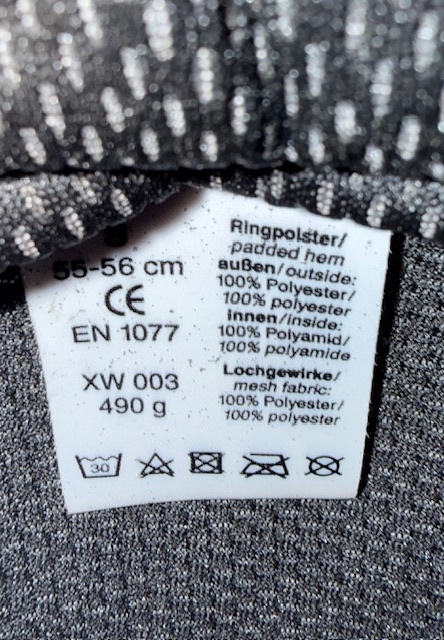 55-56 cm
CE
EN 1077
XW 003
490 g
30
Ringpolster/
padded hem
außen/outside:
100% Polyester/
100% polyester
innen/inside:
100% Polyamid/
100% polyamide
Lochgewirke/
mesh fabric:
100% Polyester/
100% polyester